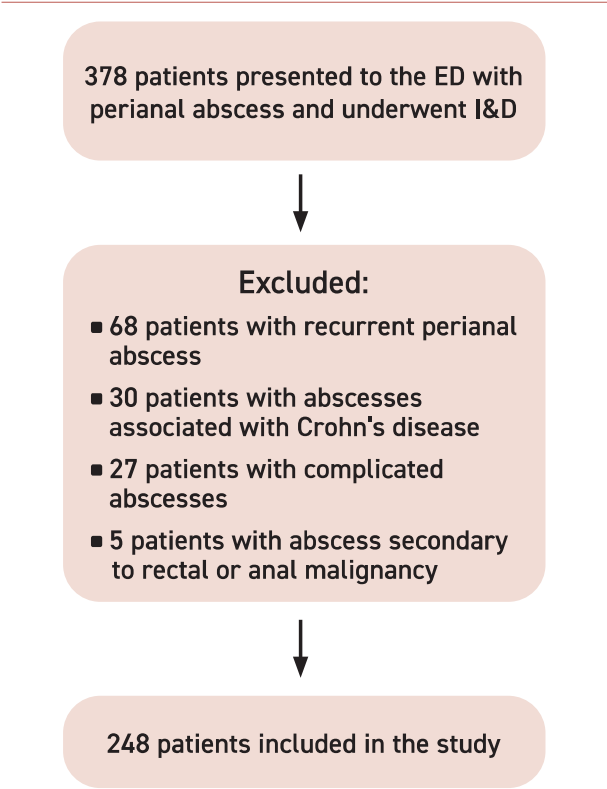 378 patients presented to the ED with
perianal abscess and underwent I&D
Excluded:
▪ 68 patients with recurrent perianal
abscess
▪ 30 patients with abscesses
associated with Crohn's disease
▪ 27 patients with complicated
abscesses
▪ 5 patients with abscess secondary
to rectal or anal malignancy
248 patients included in the study